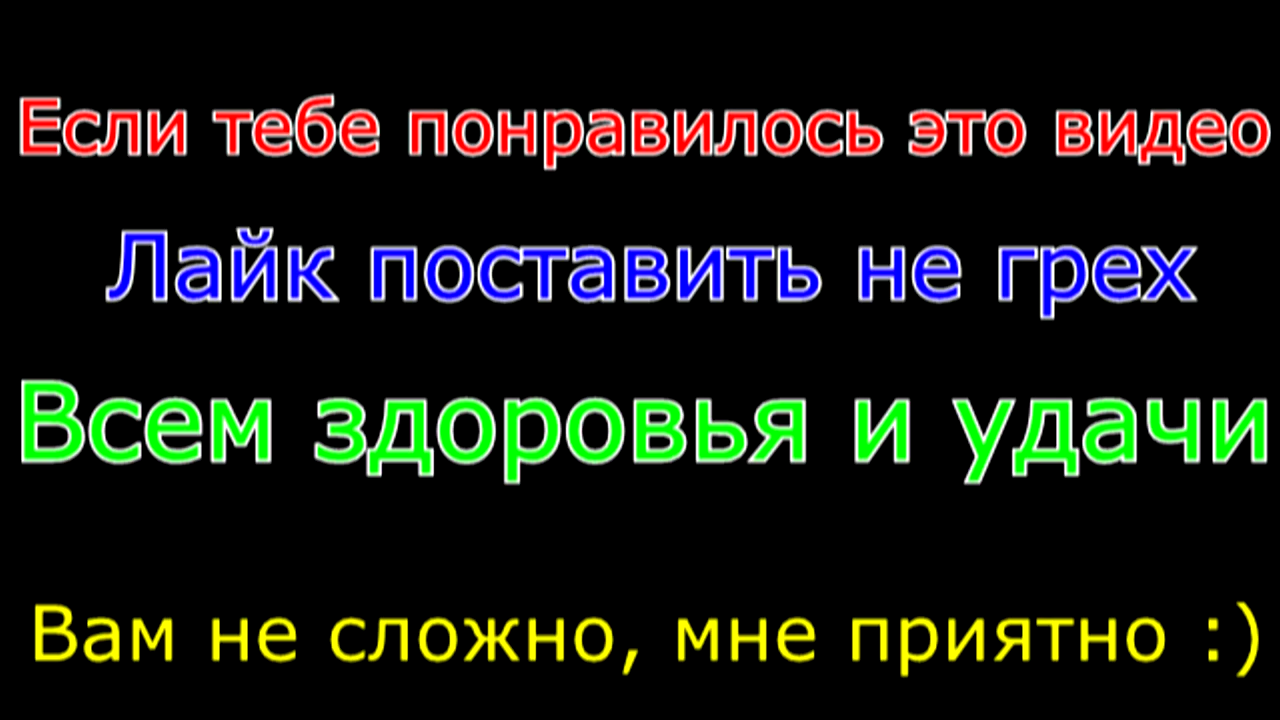 Если тебе понравилось это видео
Лайк поставить не грех
Всем здоровья и удачи
Вам не сложно, мне приятно :)